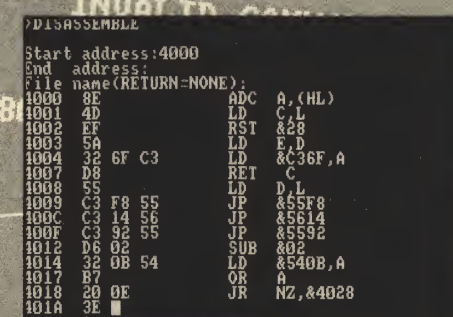 INVALID COMMA
>DISASSEMBLE
Start address:4000
End  address:
File name(RETURN=NONE):
4000  8E        ADC  A,(HL)
4001  4D        LD   C,L
4002  EF        RST  &28
4003  5A        LD   E,D
4004  32 6F C3  LD   &C36F,A
4007  D8        RET   C
4008  55        LD   D,L
4009  C3 F8 55  JP   &55F8
400C  C3 14 56  JP   &5614
400F  C3 92 55  JP   &5592
4012  D6 02     SUB  &02
4014  32 0B 54  LD   &540B,A
4017  B7        OR   A
4018  20 0E     JR   NZ,&4028
401A  3E